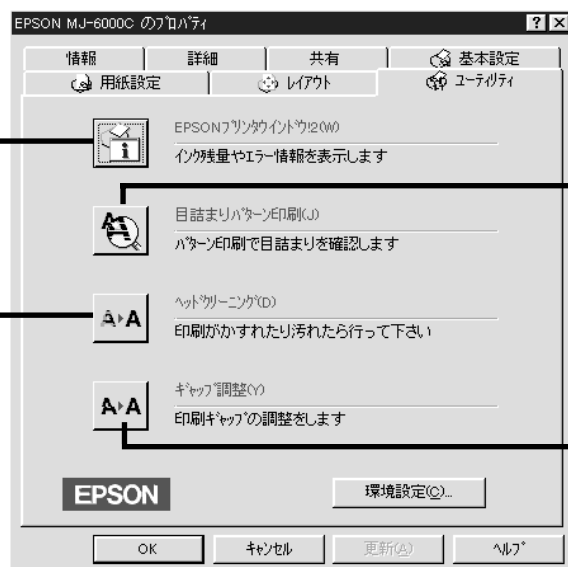 EPSON MJ-6000C のﾌﾟﾛﾊﾟﾃｨ
情報 詳細 共有 基本設定
用紙設定 ﾚｲｱｳﾄ ﾕｰﾃｨﾘﾃｨ
EPSONﾌﾟﾘﾝﾀｳｲﾝﾄﾞｳ!2(W)
ｲﾝｸ残量やｴﾗｰ情報を表示します
目詰まりﾊﾟﾀｰﾝ印刷(J)
ﾊﾟﾀｰﾝ印刷で目詰まりを確認します
ﾍｯﾄﾞｸﾘｰﾆﾝｸﾞ(D)
印刷がかすれたり汚れたら行って下さい
ｷﾞｬｯﾌﾟ調整(Y)
印刷ｷﾞｬｯﾌﾟの調整をします
EPSON
環境設定(C)...
OK ｷｬﾝｾﾙ 更新(A) ﾍﾙﾌﾟ